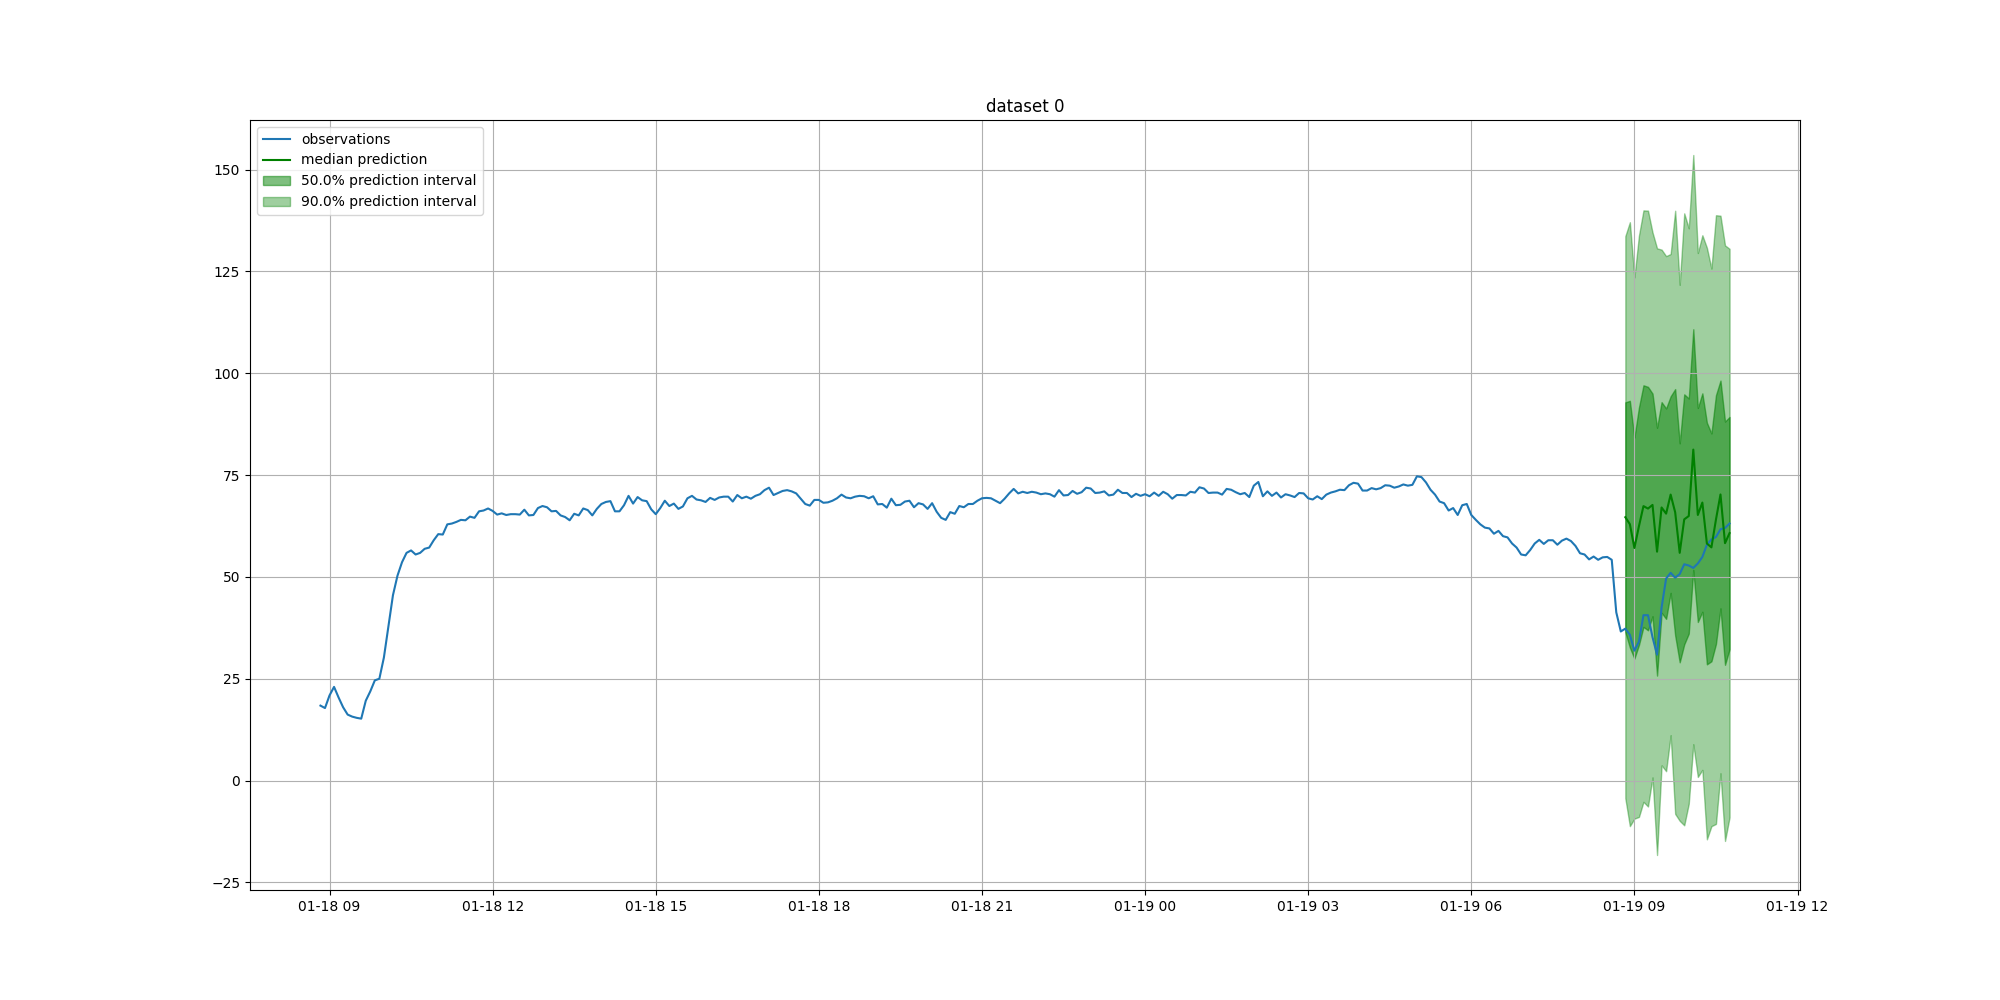 dataset 0
observations
median prediction
50.0% prediction interval
90.0% prediction interval
150
125
100
75
50
25
0
−25
01-18 09 01-18 12 01-18 15 01-18 18 01-18 21 01-19 00 01-19 03 01-19 06 01-19 09 01-19 12